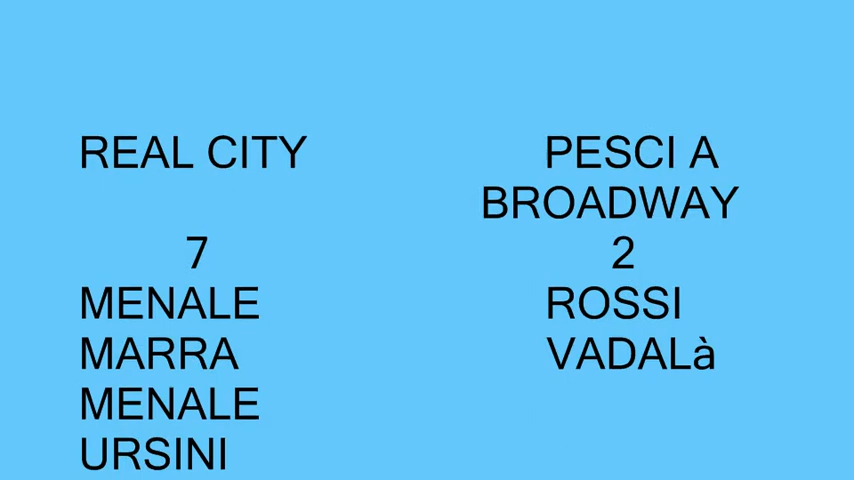 REAL CITY PESCI A
BROADWAY
7 2
MENALE ROSSI
MARRA VADALà
MENALE
URSINI